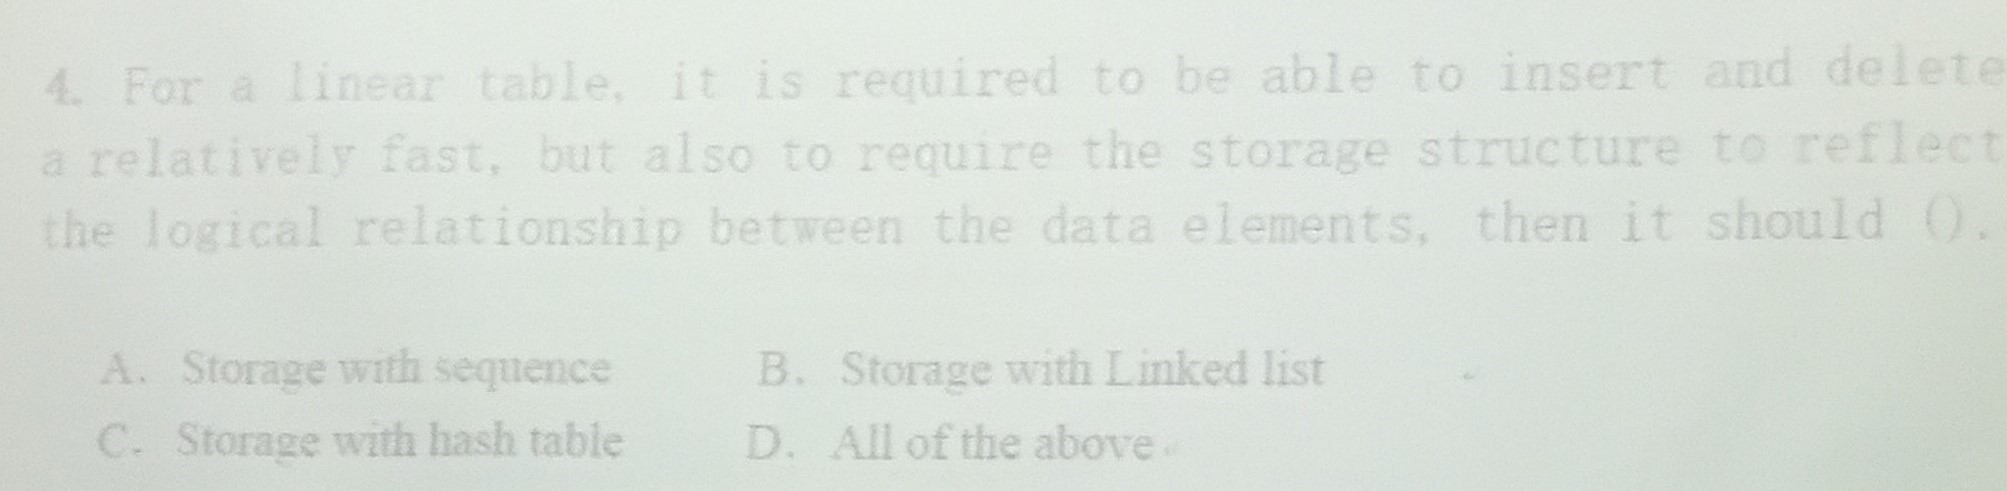 4. For a linear table, it is required to be able to insert and delete
a relatively fast, but also to require the storage structure to reflect
the logical relationship between the data elements, then it should ().
A. Storage with sequence B. Storage with Linked list
C. Storage with hash table D. All of the above